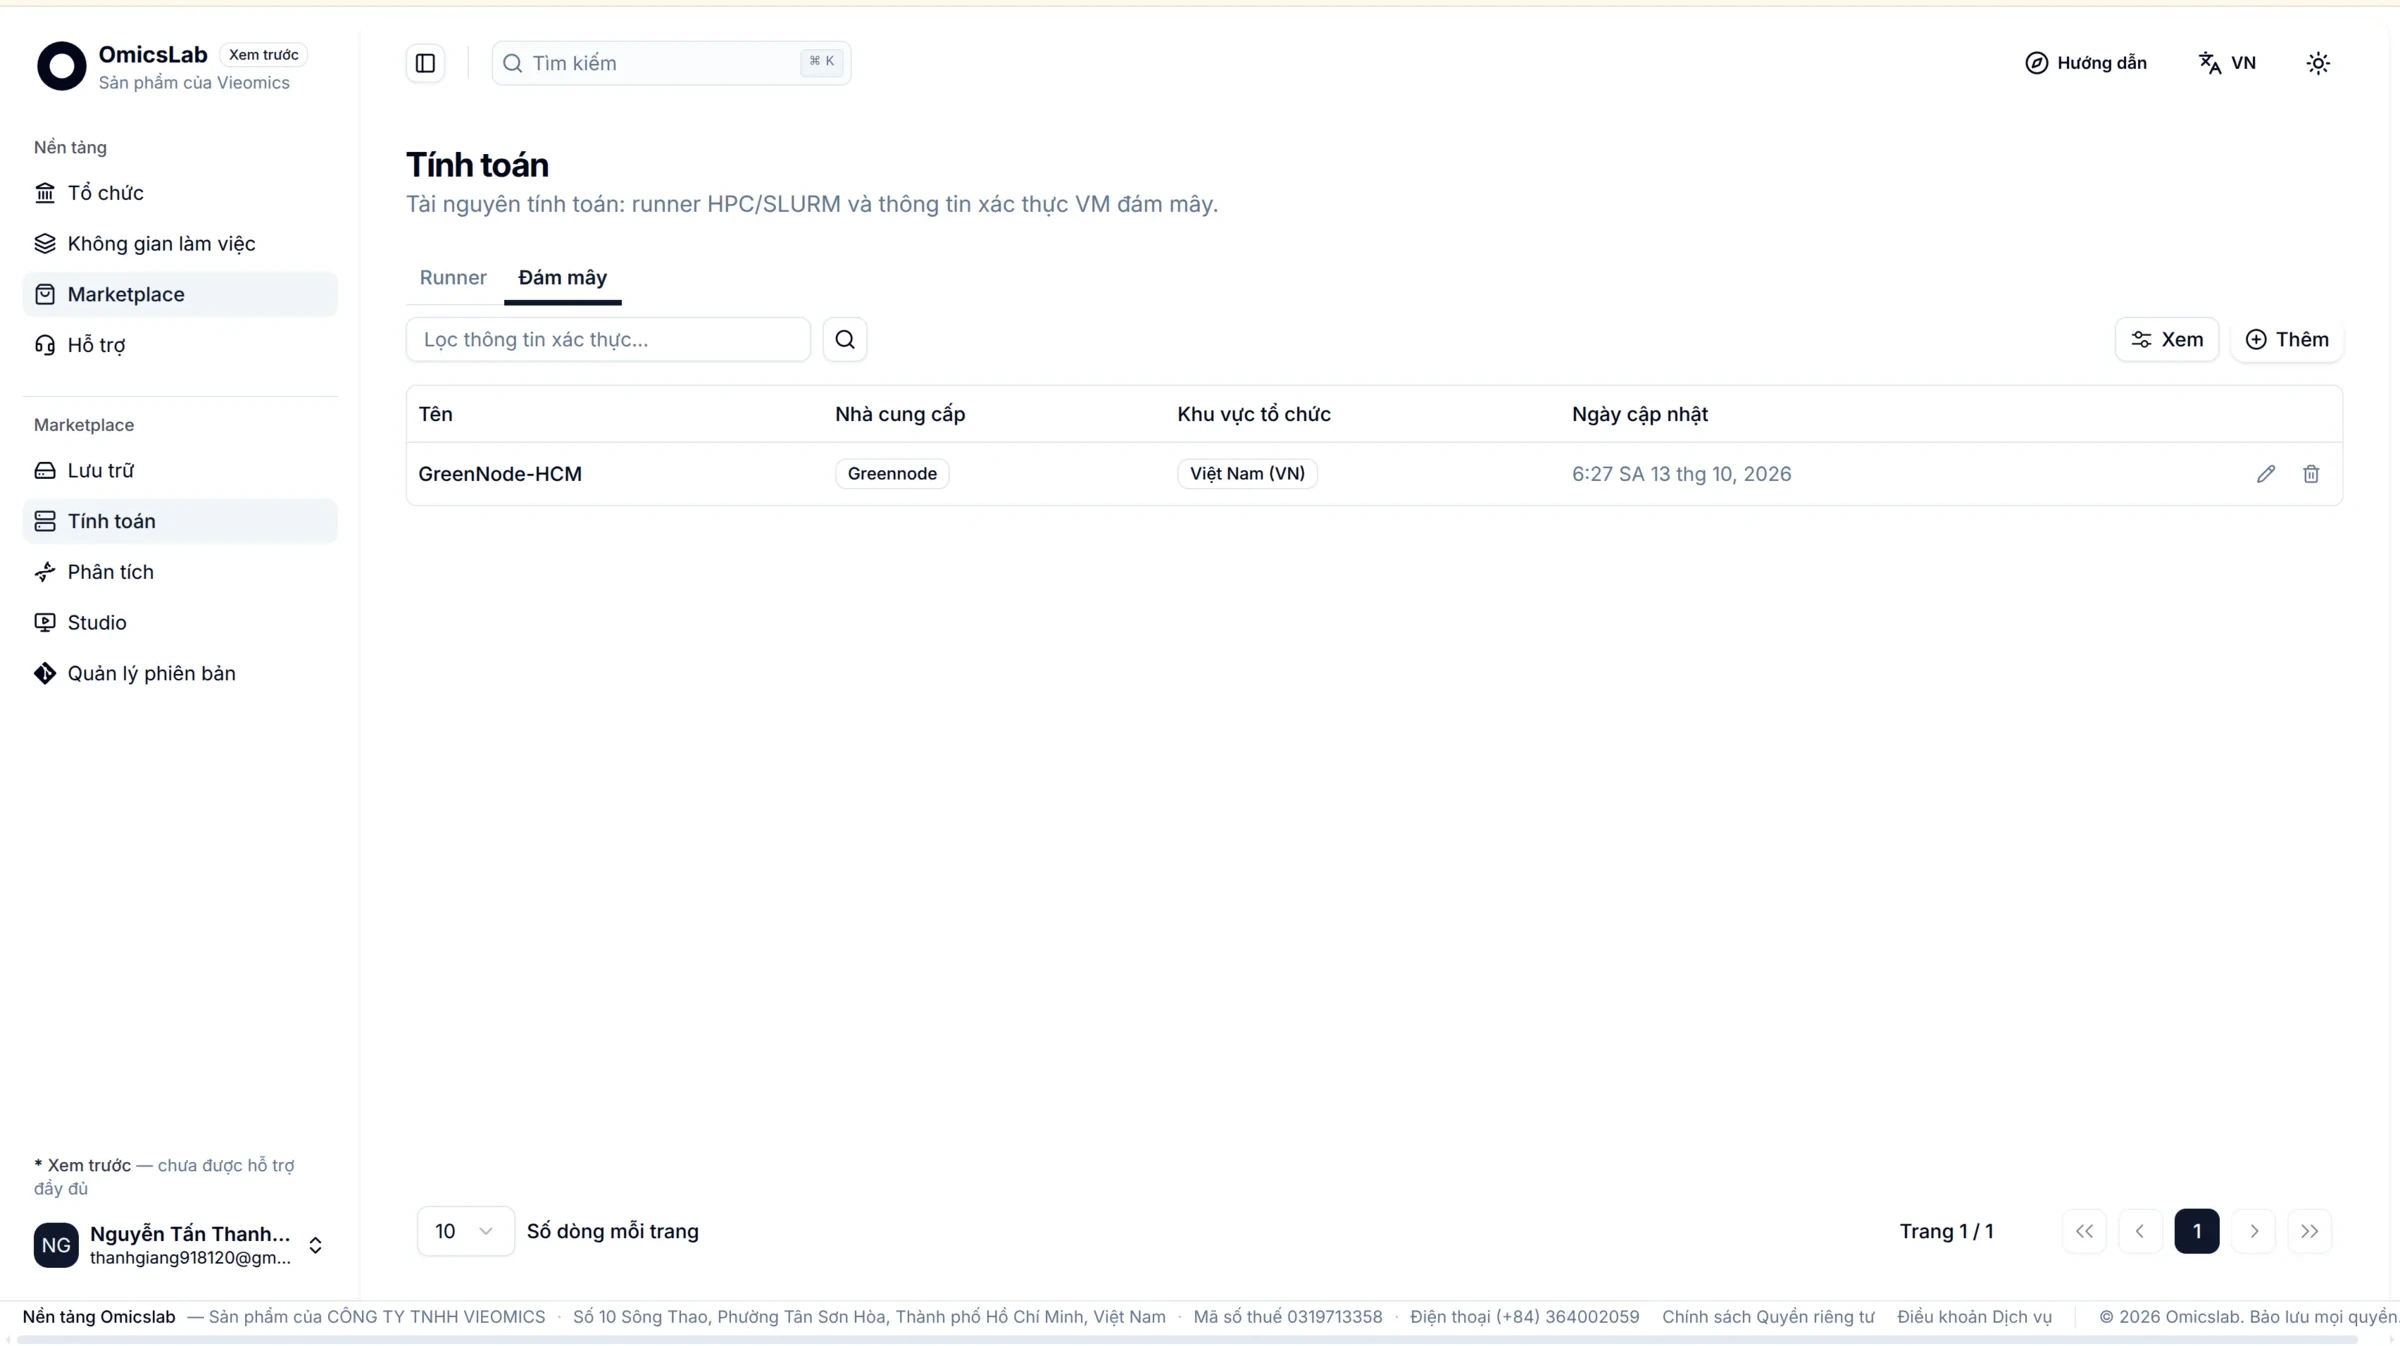 OmicsLab Xem trước
Sản phẩm của Vieomics
Tìm kiếm ⌘ K
Hướng dẫn
VN
Nền tảng
Tổ chức
Không gian làm việc
Marketplace
Hỗ trợ
Marketplace
Lưu trữ
Tính toán
Phân tích
Studio
Quản lý phiên bản
Tính toán
Tài nguyên tính toán: runner HPC/SLURM và thông tin xác thực VM đám mây.
Runner Đám mây
Lọc thông tin xác thực...
Xem Thêm
Tên Nhà cung cấp Khu vực tổ chức Ngày cập nhật
GreenNode-HCM Greennode Việt Nam (VN) 6:27 SA 13 thg 10, 2026
* Xem trước — chưa được hỗ trợ
đầy đủ
NG
Nguyễn Tấn Thanh...
thanhgiang918120@gm...
10 Số dòng mỗi trang
Trang 1 / 1
1
Nền tảng Omicslab — Sản phẩm của CÔNG TY TNHH VIEOMICS · Số 10 Sông Thao, Phường Tân Sơn Hòa, Thành phố Hồ Chí Minh, Việt Nam · Mã số thuế 0319713358 · Điện thoại (+84) 364002059 Chính sách Quyền riêng tư Điều khoản Dịch vụ © 2026 Omicslab. Bảo lưu mọi quyền.